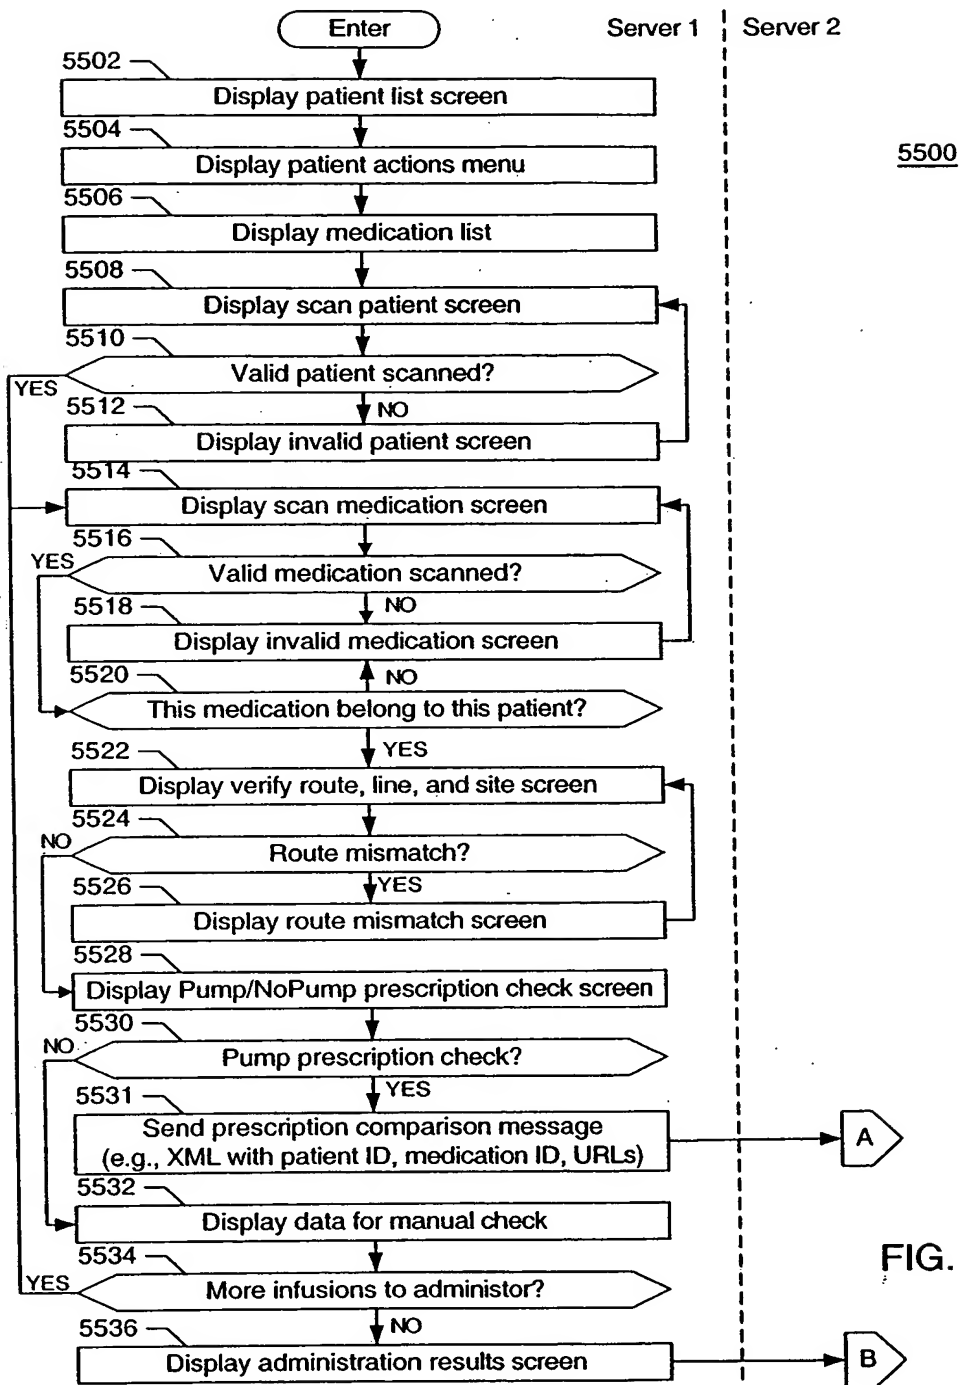 Enter
Server 1
Server 2
5500
5502
Display patient list screen
5504
Display patient actions menu
5506
Display medication list
5508
Display scan patient screen
5510
Valid patient scanned?
YES
NO
5512
Display invalid patient screen
5514
Display scan medication screen
5516
YES
Valid medication scanned?
NO
5518
Display invalid medication screen
5520
NO
This medication belong to this patient?
YES
5522
Display verify route, line, and site screen
5524
NO
Route mismatch?
YES
5526
Display route mismatch screen
5528
Display Pump/NoPump prescription check screen
5530
NO
Pump prescription check?
YES
5531
Send prescription comparison message
(e.g., XML with patient ID, medication ID, URLs)
A
5532
Display data for manual check
5534
YES
More infusions to administor?
NO
FIG.
5536
Display administration results screen
B